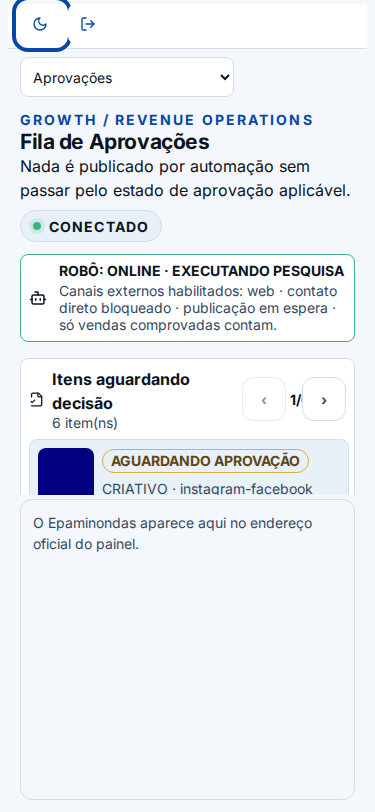 Aprovações
GROWTH / REVENUE OPERATIONS
Fila de Aprovações
Nada é publicado por automação sem
passar pelo estado de aprovação aplicável.
CONECTADO
ROBÔ: ONLINE · EXECUTANDO PESQUISA
Canais externos habilitados: web · contato
direto bloqueado · publicação em espera ·
só vendas comprovadas contam.
Itens aguardando
decisão
6 item(ns)
‹ 1/ ›
AGUARDANDO APROVAÇÃO
CRIATIVO · instagram-facebook
O Epaminondas aparece aqui no endereço
oficial do painel.